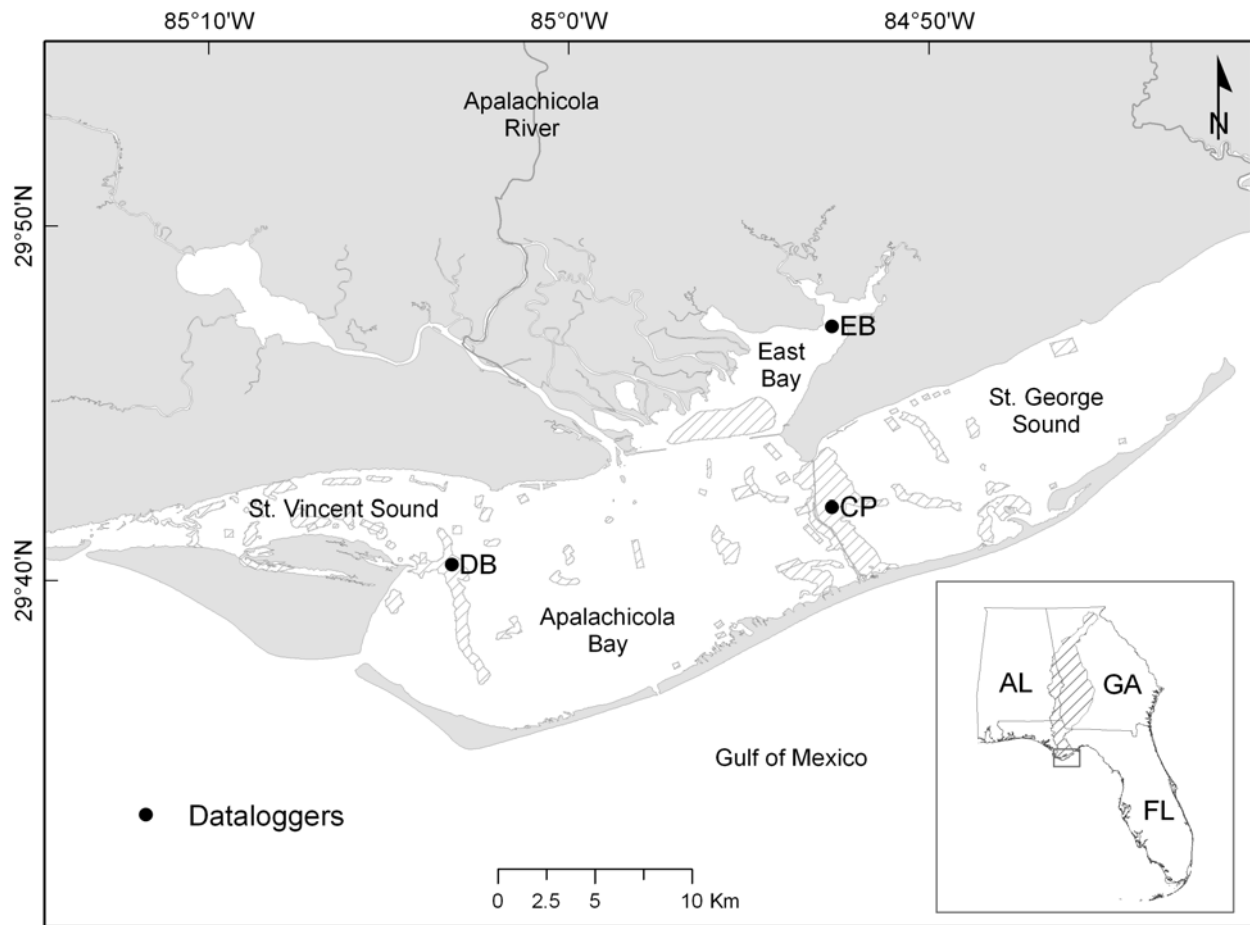 85°10'W
85°0'W
84°50'W
Apalachicola
River
N
29°50'N
EB
East
Bay
St. George
Sound
St. Vincent Sound
CP
DB
29°40'N
Apalachicola
Bay
AL
GA
Gulf of Mexico
FL
Dataloggers
0 2.5 5 10 Km